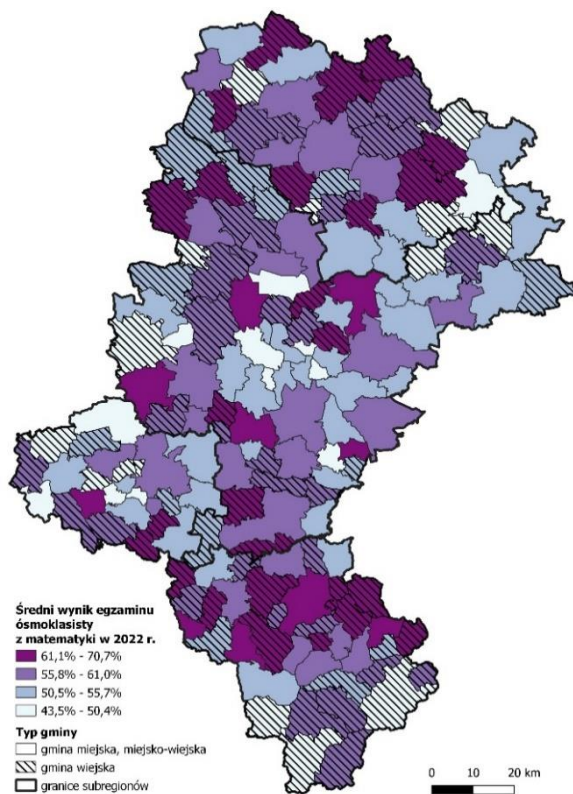 Średni wynik egzaminu
ósmoklasisty
z matematyki w 2022 r.
61,1% - 70,7%
55,8% - 61,0%
50,5% - 55,7%
43,5% - 50,4%
Typ gminy
gmina miejska, miejsko-wiejska
gmina wiejska
granice subregionów
0 10 20 km